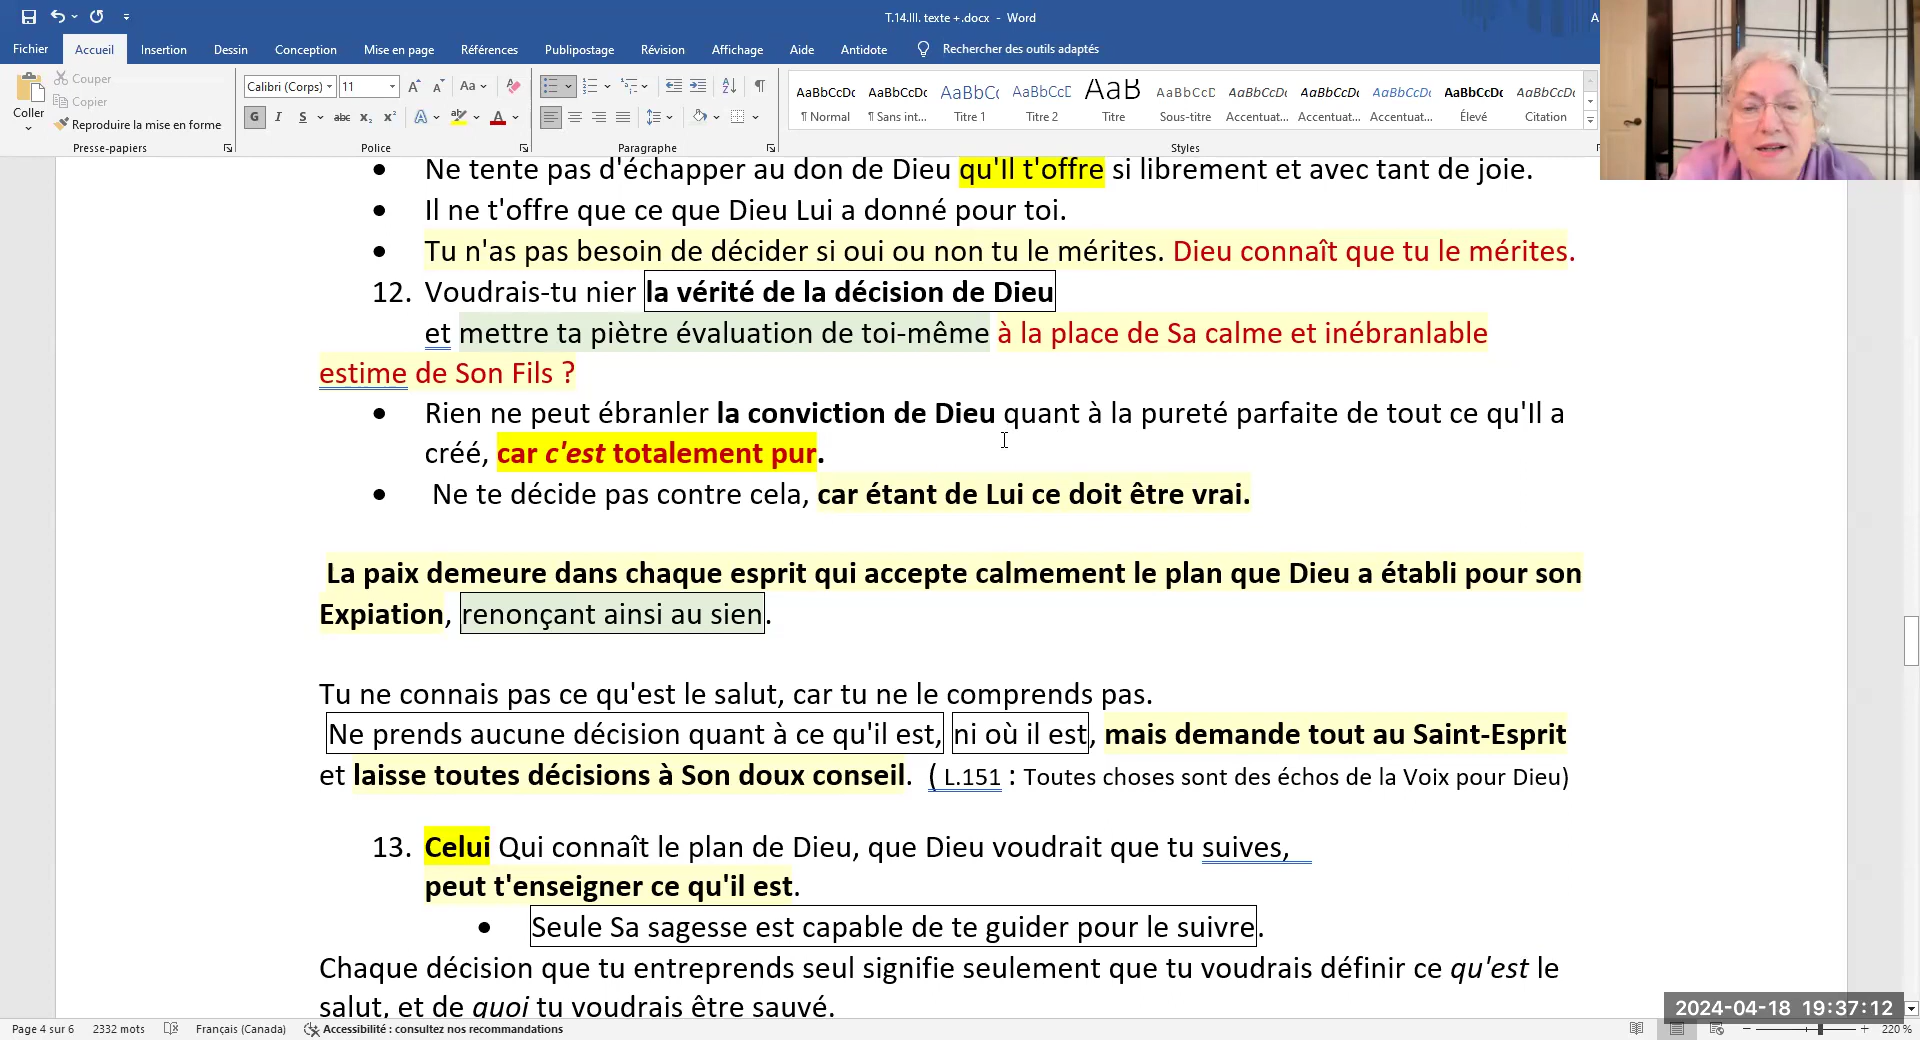 T.14.III. texte +.docx - Word
A
Fichier Accueil Insertion Dessin Conception Mise en page Références Publipostage Révision Affichage Aide Antidote Rechercher des outils adaptés
Coller
Couper
Copier
Reproduire la mise en forme
Presse-papiers
Calibri (Corps) 11
G I S abc x₂ x²
Police
Paragraphe
AaBbCcDc AaBbCcDc AaBbCc AaBbCcD AaB AaBbCcD AaBbCcDc AaBbCcDc AaBbCcDc AaBbCcDc AaBbCcDc
¶ Normal ¶ Sans int... Titre 1 Titre 2 Titre Sous-titre Accentuat... Accentuat... Accentuat... Élevé Citation
Styles
• Ne tente pas d'échapper au don de Dieu qu'Il t'offre si librement et avec tant de joie.
• Il ne t'offre que ce que Dieu Lui a donné pour toi.
• Tu n'as pas besoin de décider si oui ou non tu le mérites. Dieu connaît que tu le mérites.
12. Voudrais-tu nier la vérité de la décision de Dieu
et mettre ta piètre évaluation de toi-même à la place de Sa calme et inébranlable
estime de Son Fils ?
• Rien ne peut ébranler la conviction de Dieu quant à la pureté parfaite de tout ce qu'Il a
créé, car c'est totalement pur.
• Ne te décide pas contre cela, car étant de Lui ce doit être vrai.
La paix demeure dans chaque esprit qui accepte calmement le plan que Dieu a établi pour son
Expiation, renonçant ainsi au sien.
Tu ne connais pas ce qu'est le salut, car tu ne le comprends pas.
Ne prends aucune décision quant à ce qu'il est, ni où il est, mais demande tout au Saint-Esprit
et laisse toutes décisions à Son doux conseil. ( L.151 : Toutes choses sont des échos de la Voix pour Dieu)
13. Celui Qui connaît le plan de Dieu, que Dieu voudrait que tu suives,
peut t'enseigner ce qu'il est.
• Seule Sa sagesse est capable de te guider pour le suivre.
Chaque décision que tu entreprends seul signifie seulement que tu voudrais définir ce qu'est le
salut, et de quoi tu voudrais être sauvé.
2024-04-18 19:37:12
Page 4 sur 6 2332 mots Français (Canada) Accessibilité : consultez nos recommandations 220 %